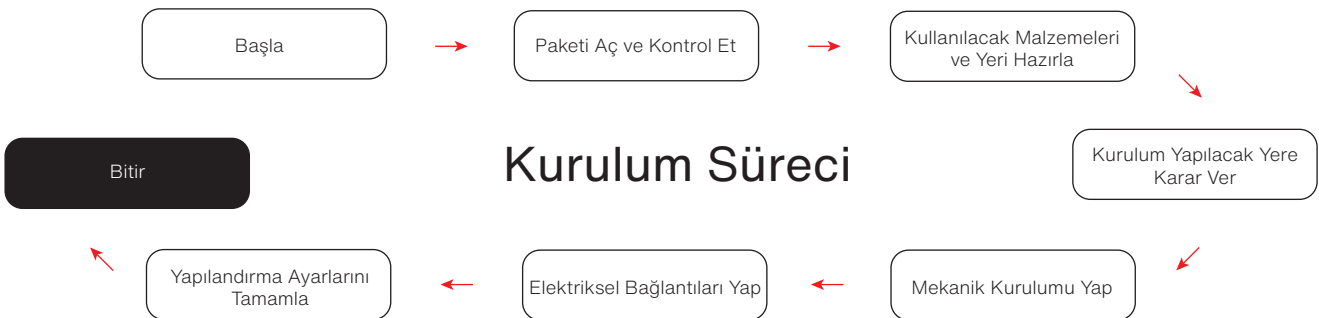 Başla
Paketi Aç ve Kontrol Et
Kullanılacak Malzemeleri
ve Yeri Hazırla
Kurulum Süreci
Kurulum Yapılacak Yere
Karar Ver
Mekanik Kurulumu Yap
Elektriksel Bağlantıları Yap
Yapılandırma Ayarlarını
Tamamla
Bitir